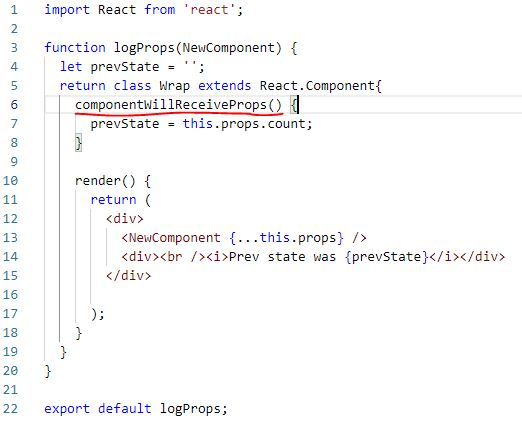 1 import React from 'react';
2
3 function logProps(NewComponent) {
4   let prevState = '';
5   return class Wrap extends React.Component{
6     componentWillReceiveProps() {
7       prevState = this.props.count;
8     }
9
10     render() {
11       return (
12         <div>
13           <NewComponent {...this.props} />
14           <div><br /><i>Prev state was {prevState}</i></div>
15         </div>
16
17       );
18     }
19   }
20 }
21
22 export default logProps;